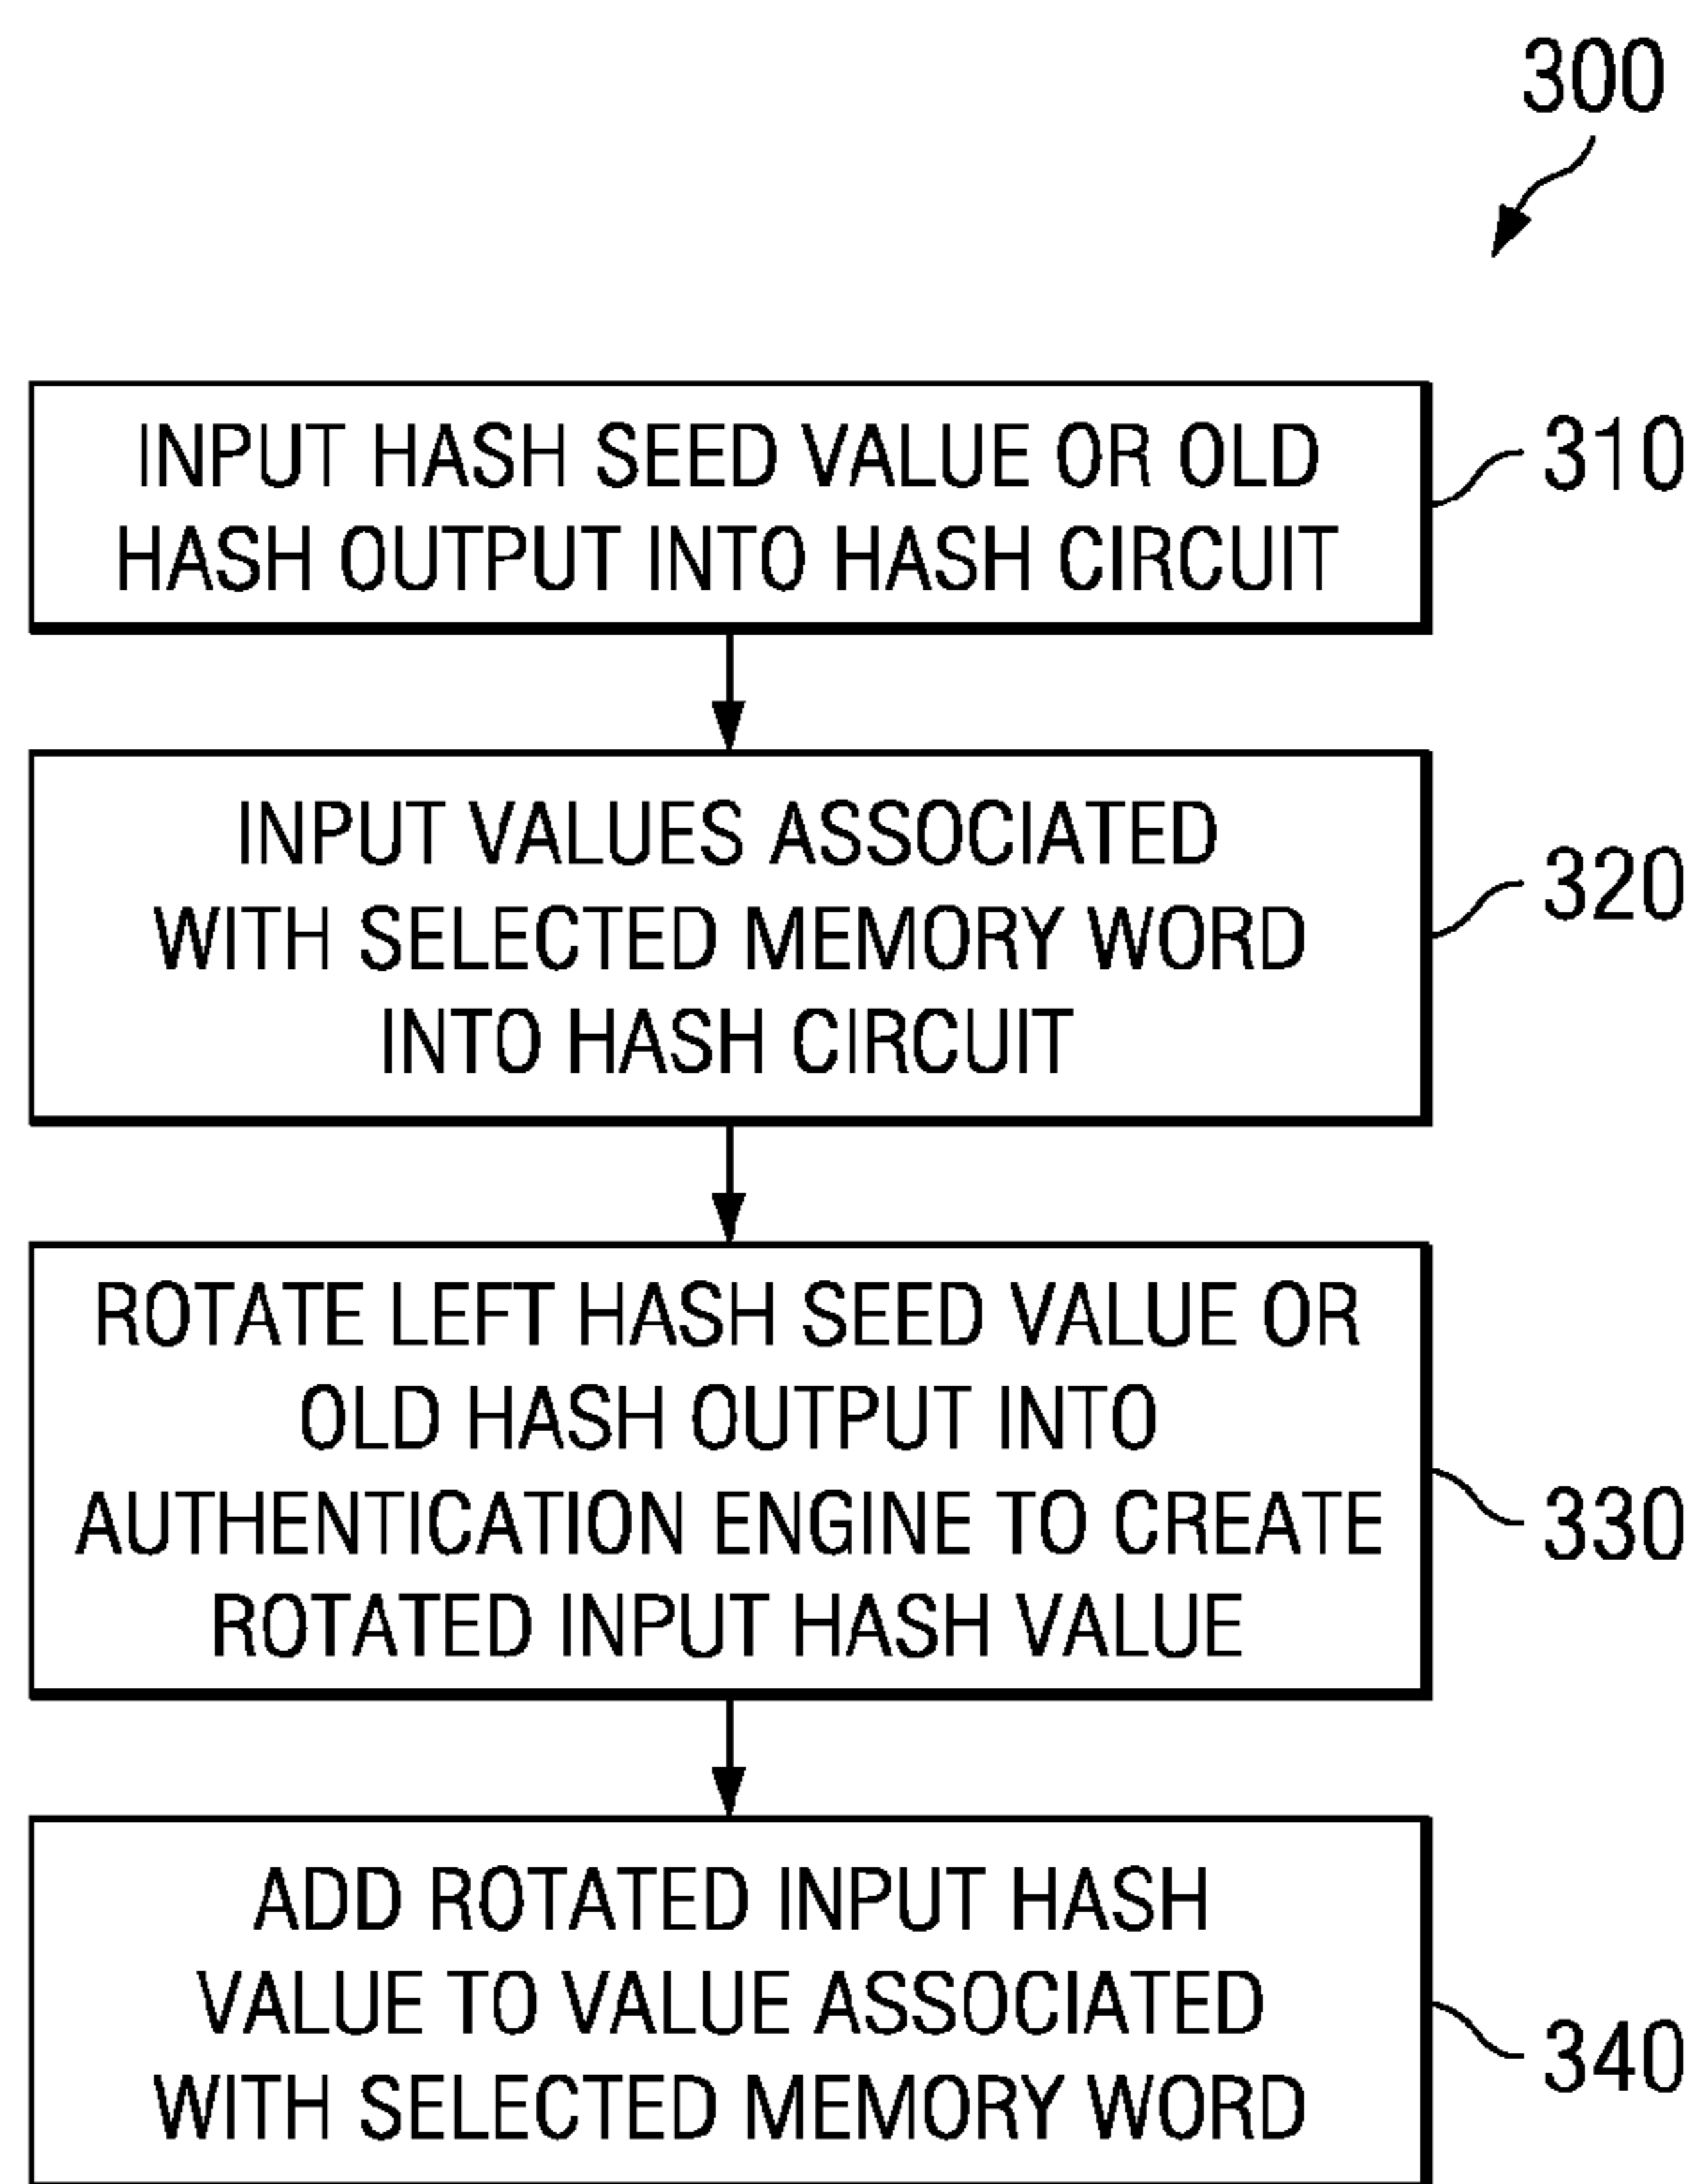 300
INPUT HASH SEED VALUE OR OLD
HASH OUTPUT INTO HASH CIRCUIT
310
INPUT VALUES ASSOCIATED
WITH SELECTED MEMORY WORD
INTO HASH CIRCUIT
320
ROTATE LEFT HASH SEED VALUE OR
OLD HASH OUTPUT INTO
AUTHENTICATION ENGINE TO CREATE
ROTATED INPUT HASH VALUE
330
ADD ROTATED INPUT HASH
VALUE TO VALUE ASSOCIATED
WITH SELECTED MEMORY WORD
340